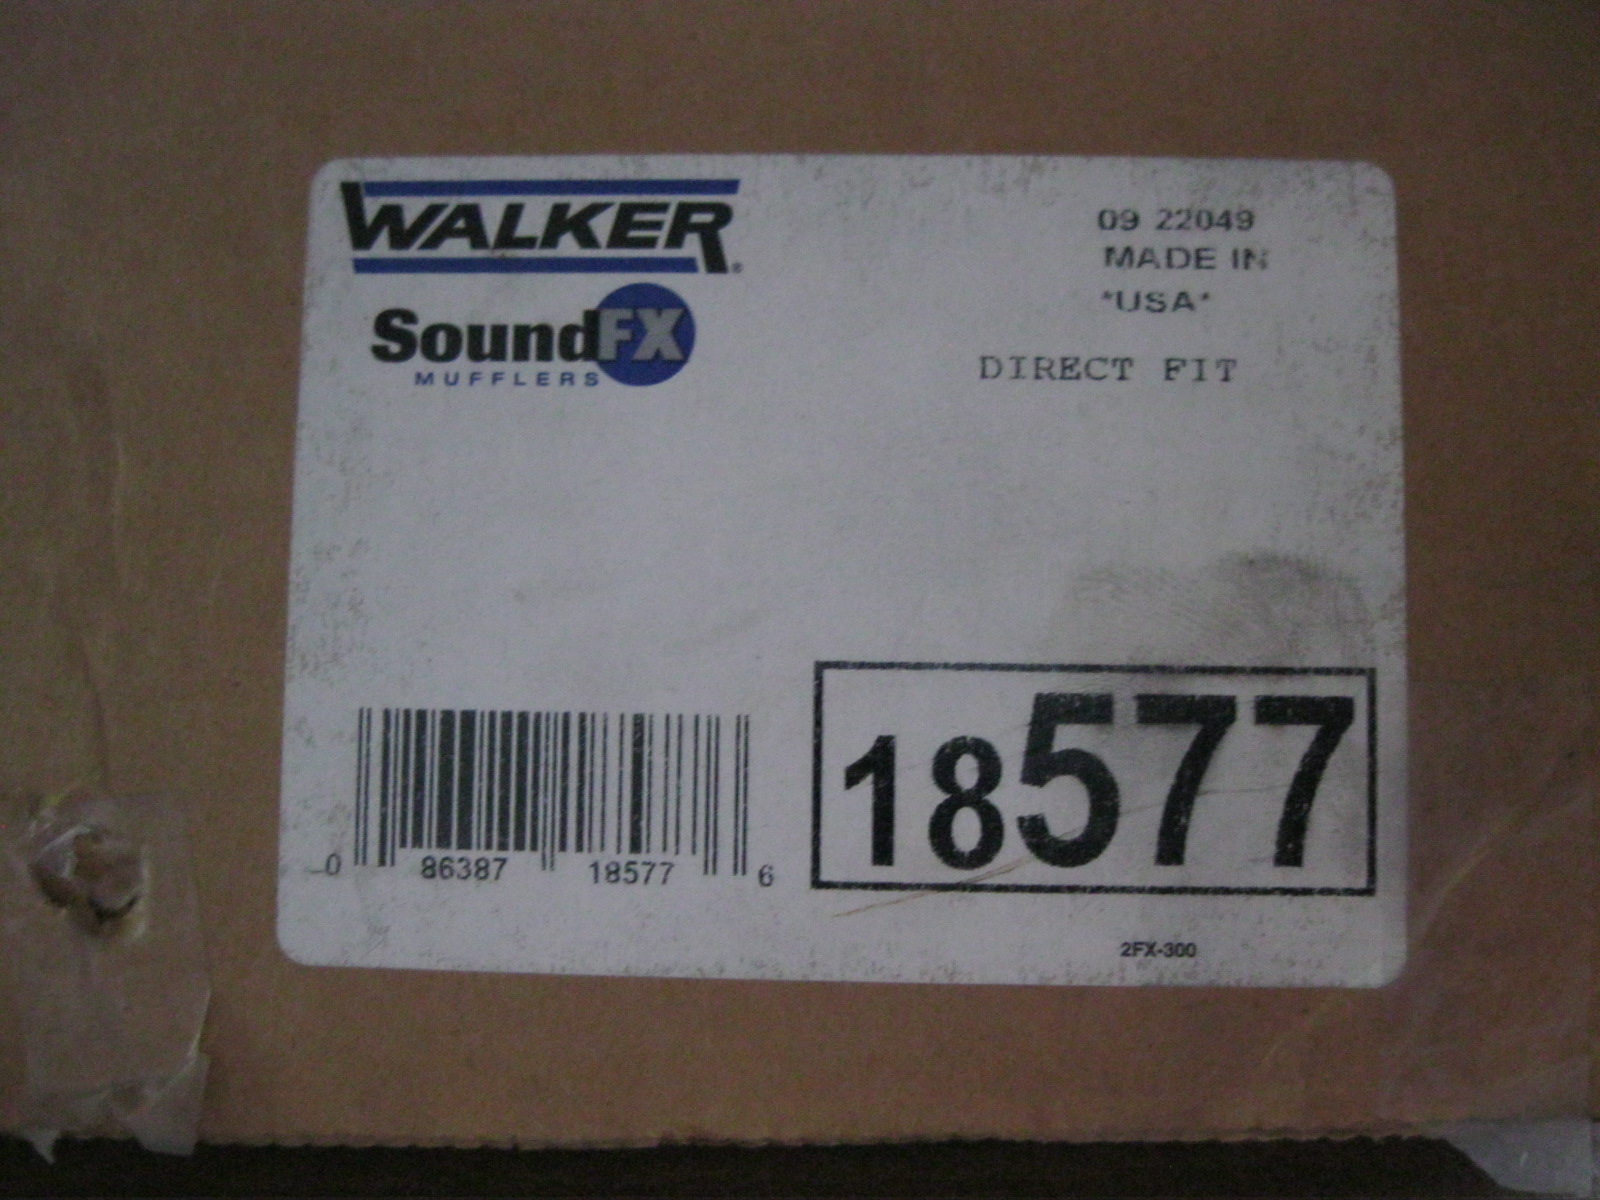 WALKER®
SoundFX
MUFFLERS
09 22049
MADE IN
*USA*
DIRECT FIT
0 86387 18577 6
18577
2FX-300